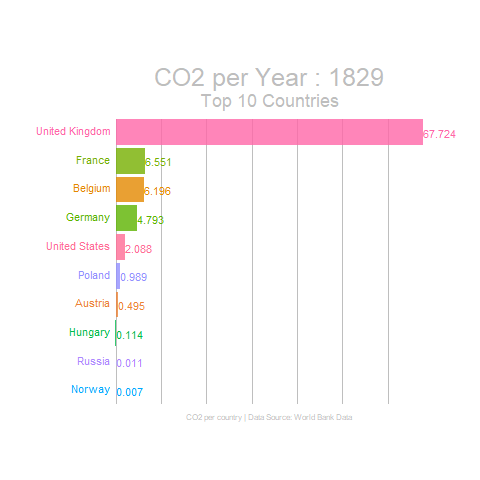 CO2 per Year : 1829
Top 10 Countries
United Kingdom 67.724
France 6.551
Belgium 6.196
Germany 4.793
United States 2.088
Poland 0.989
Austria 0.495
Hungary 0.114
Russia 0.011
Norway 0.007
CO2 per country | Data Source: World Bank Data